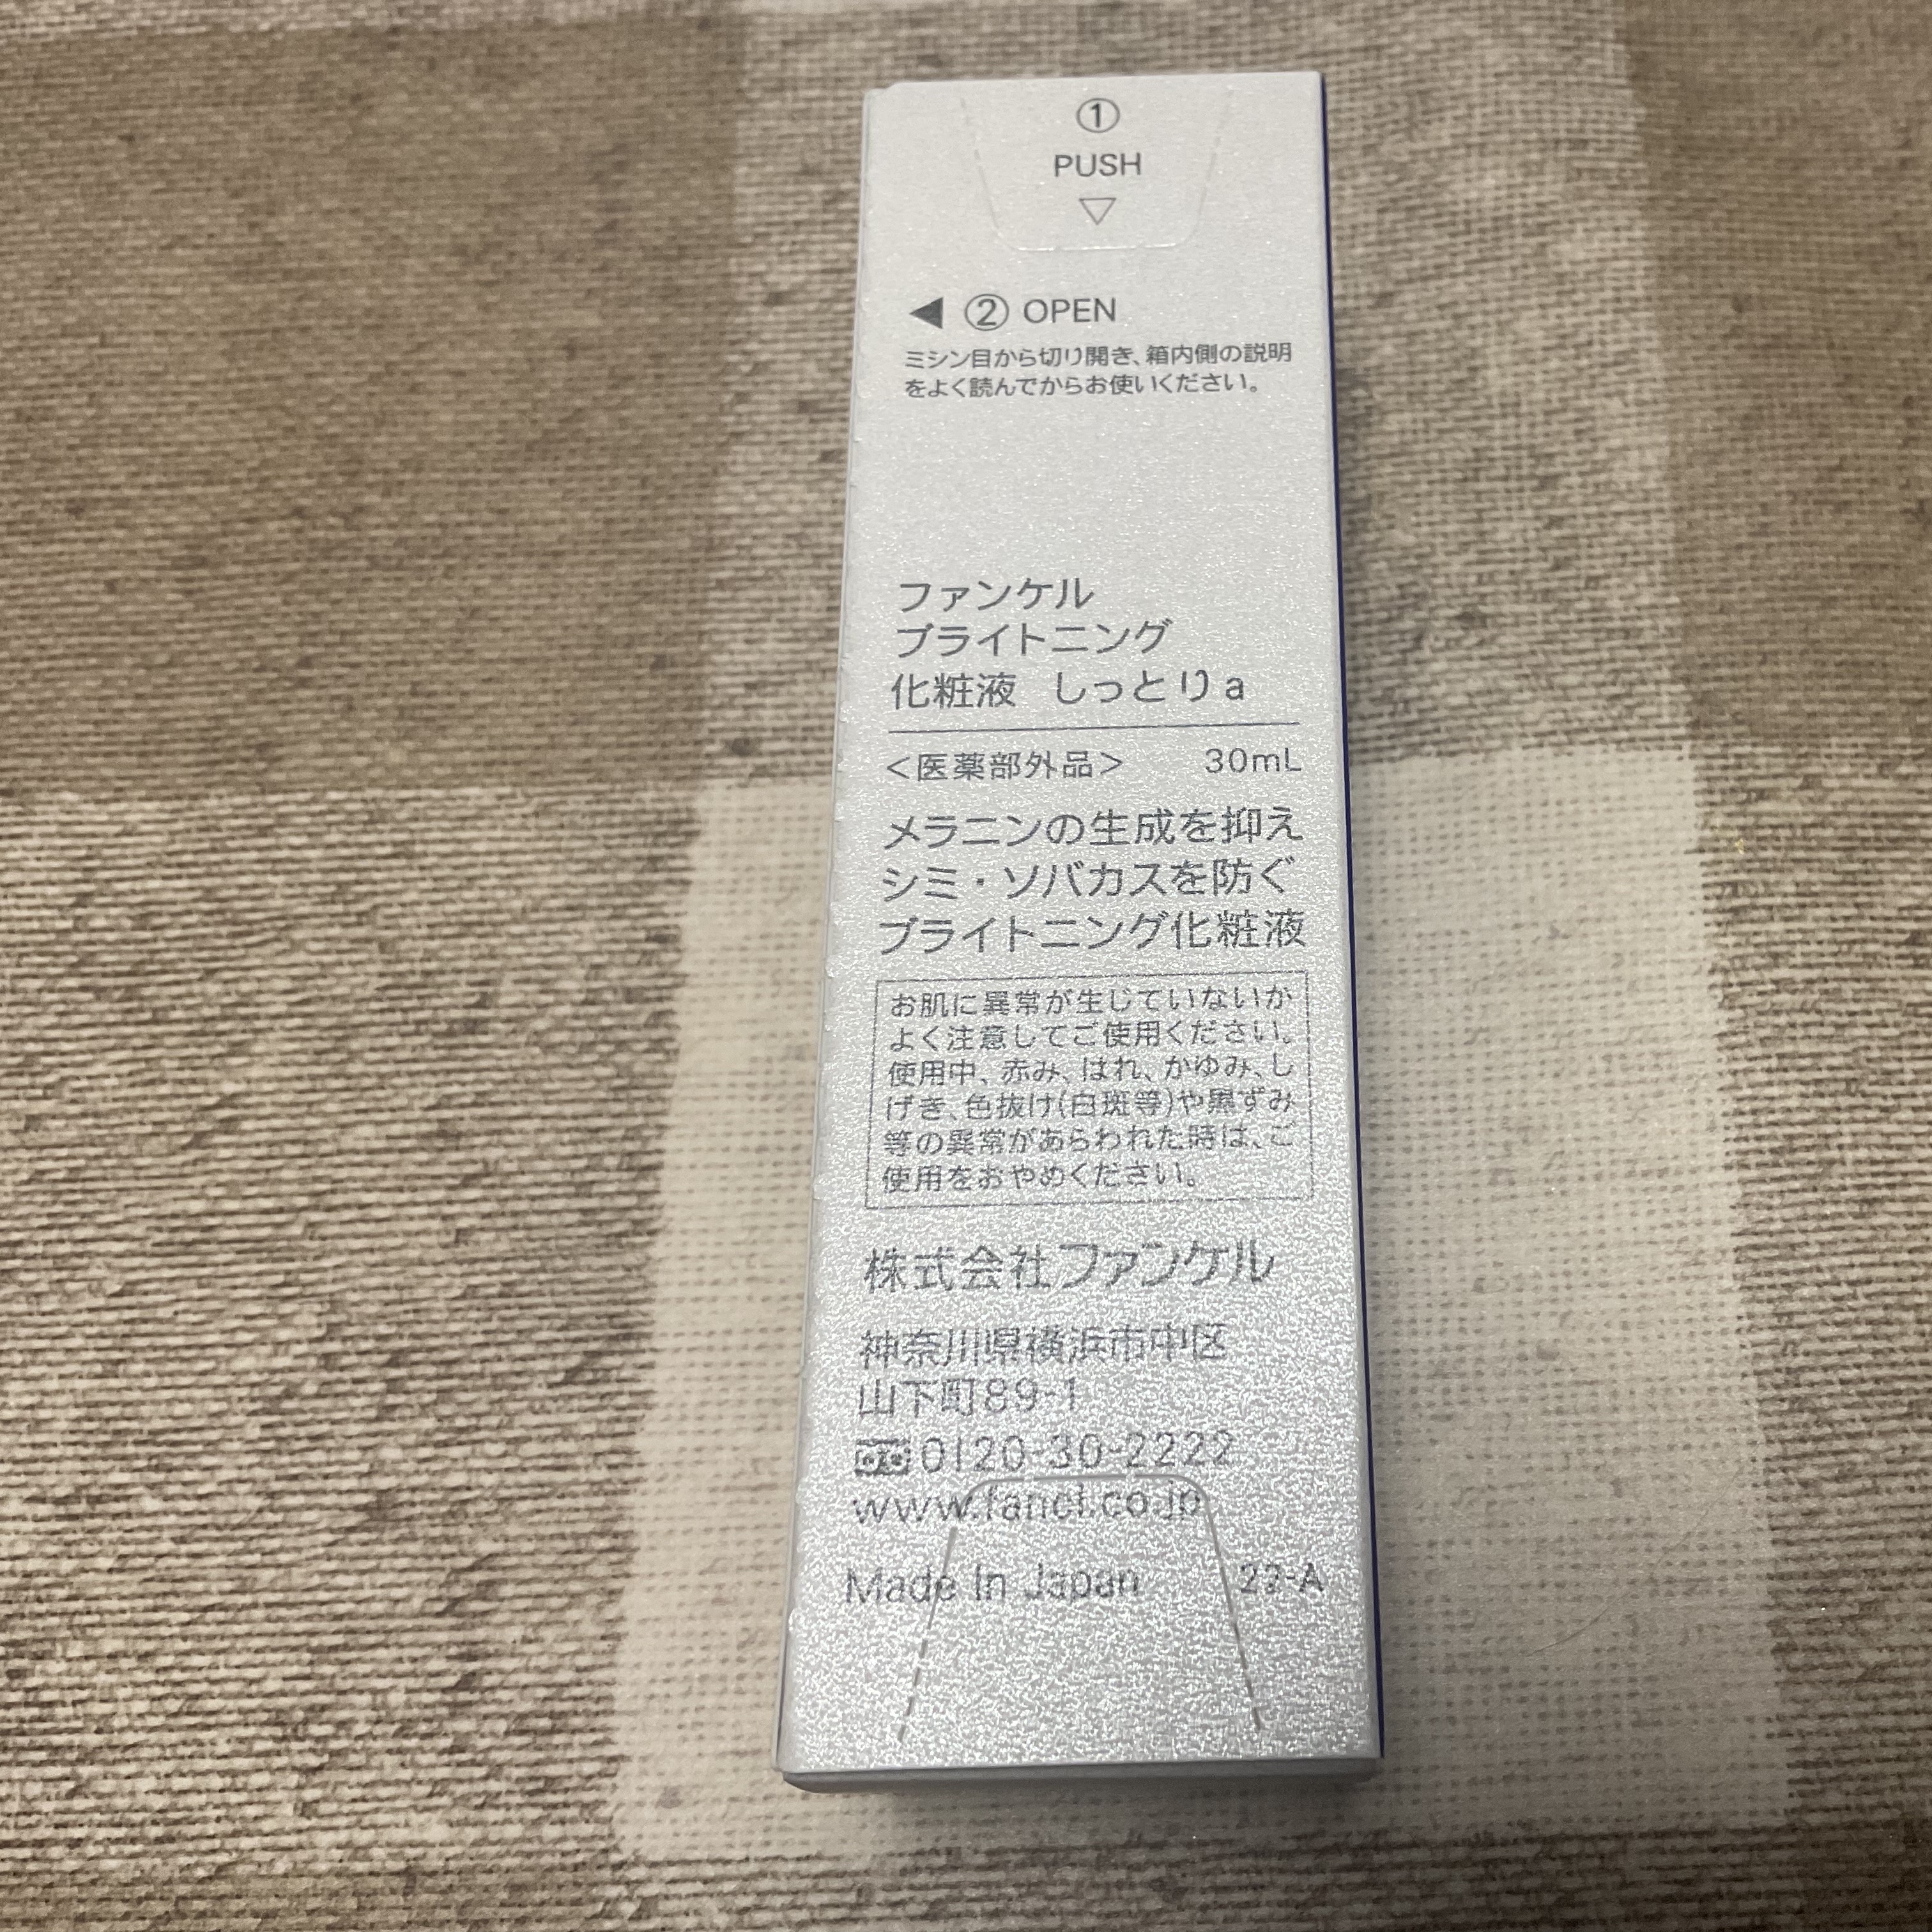 ①
PUSH
▽
◀ ② OPEN
ミシン目から切り開き、箱内側の説明
をよく読んでからお使いください。
ファンケル
ブライトニング
化粧液 しっとり a
＜医薬部外品＞ 30mL
メラニンの生成を抑え
シミ・ソバカスを防ぐ
ブライトニング化粧液
お肌に異常が生じていないか
よく注意してご使用ください。
使用中、赤み、はれ、かゆみ、し
げき、色抜け(白斑等)や黒ずみ
等の異常があらわれた時は、ご
使用をおやめください。
株式会社ファンケル
神奈川県横浜市中区
山下町89-1
0120-30-2222
www.fancl.co.jp
Made In Japan